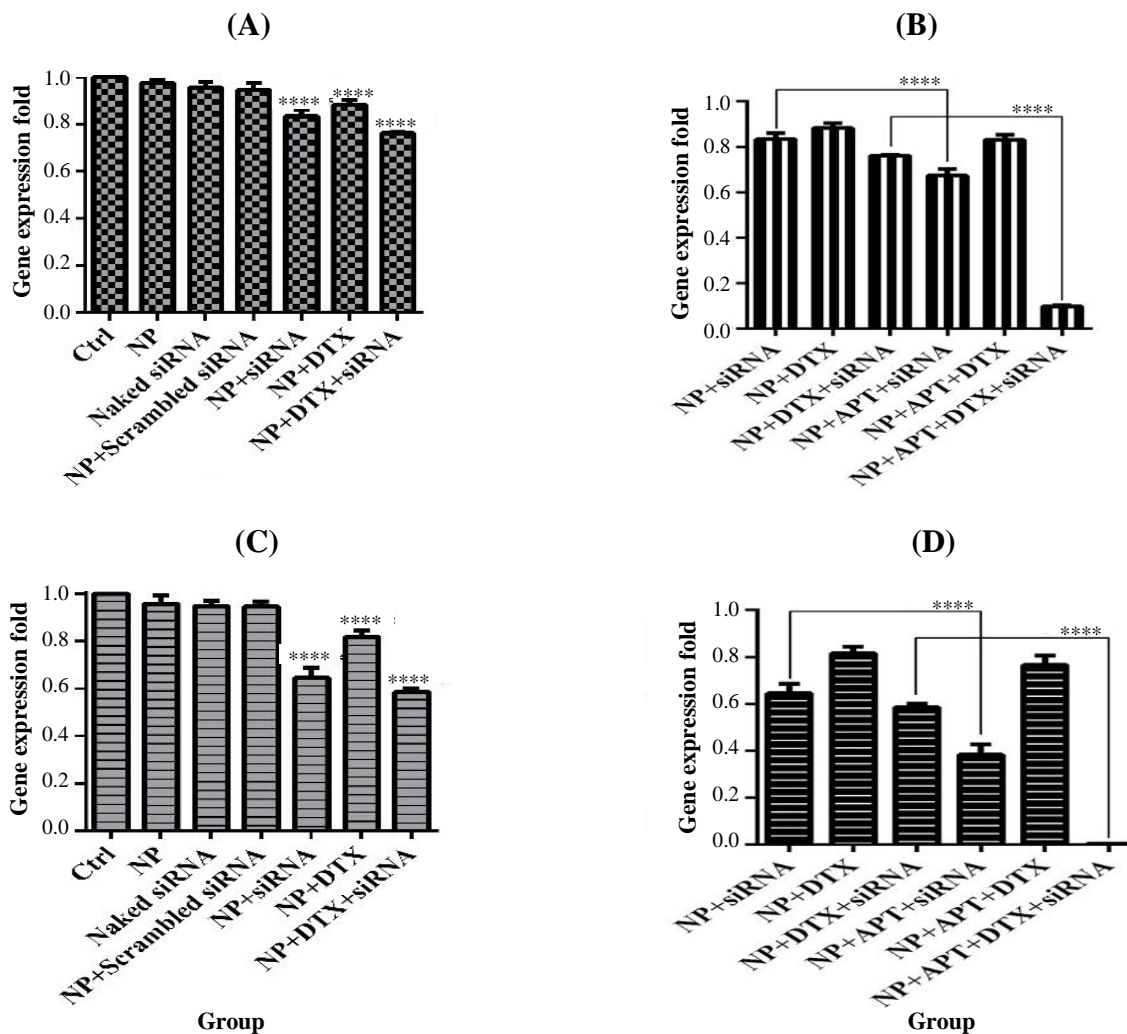 (A)
Gene expression fold
1.0
0.8
0.6
0.4
0.2
0.0
****
****
****
Ctrl
NP
Naked siRNA
NP+Scrambled siRNA
NP+siRNA
NP+DTX
NP+DTX+siRNA
(B)
Gene expression fold
1.0
0.8
0.6
0.4
0.2
0.0
****
****
NP+siRNA
NP+DTX
NP+DTX+siRNA
NP+APT+siRNA
NP+APT+DTX
NP+APT+DTX+siRNA
(C)
Gene expression fold
1.0
0.8
0.6
0.4
0.2
0.0
****
****
****
Ctrl
NP
Naked siRNA
NP+Scrambled siRNA
NP+siRNA
NP+DTX
NP+DTX+siRNA
Group
(D)
Gene expression fold
1.0
0.8
0.6
0.4
0.2
0.0
****
****
NP+siRNA
NP+DTX
NP+DTX+siRNA
NP+APT+siRNA
NP+APT+DTX
NP+APT+DTX+siRNA
Group